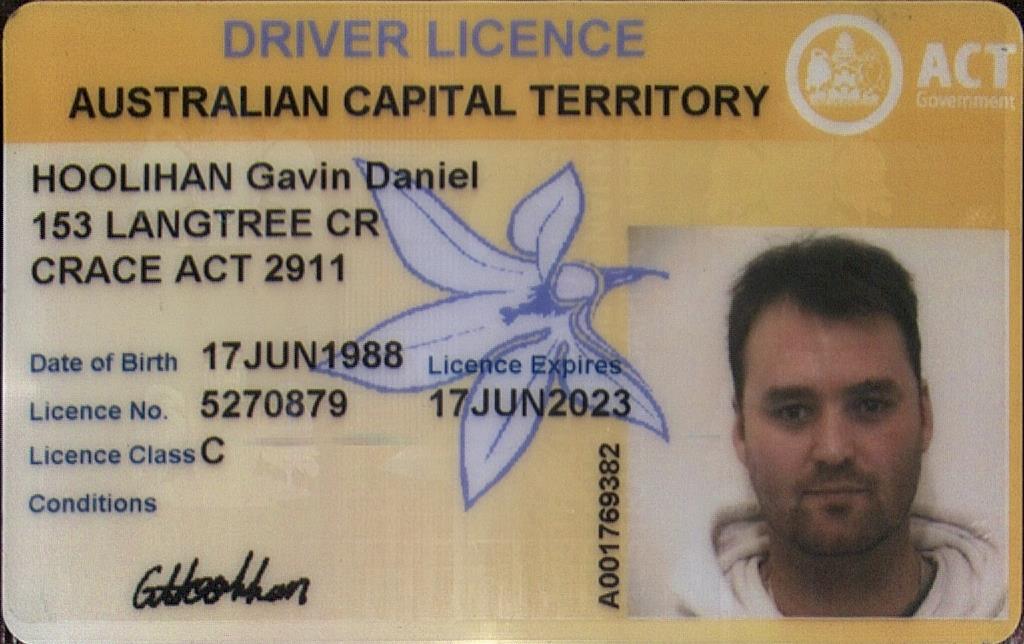 DRIVER LICENCE
AUSTRALIAN CAPITAL TERRITORY
ACT
Government
HOOLIHAN Gavin Daniel
153 LANGTREE CR
CRACE ACT 2911
Date of Birth 17JUN1988 Licence Expires
Licence No. 5270879 17JUN2023
Licence Class C
Conditions
A001769382
GHoolihan